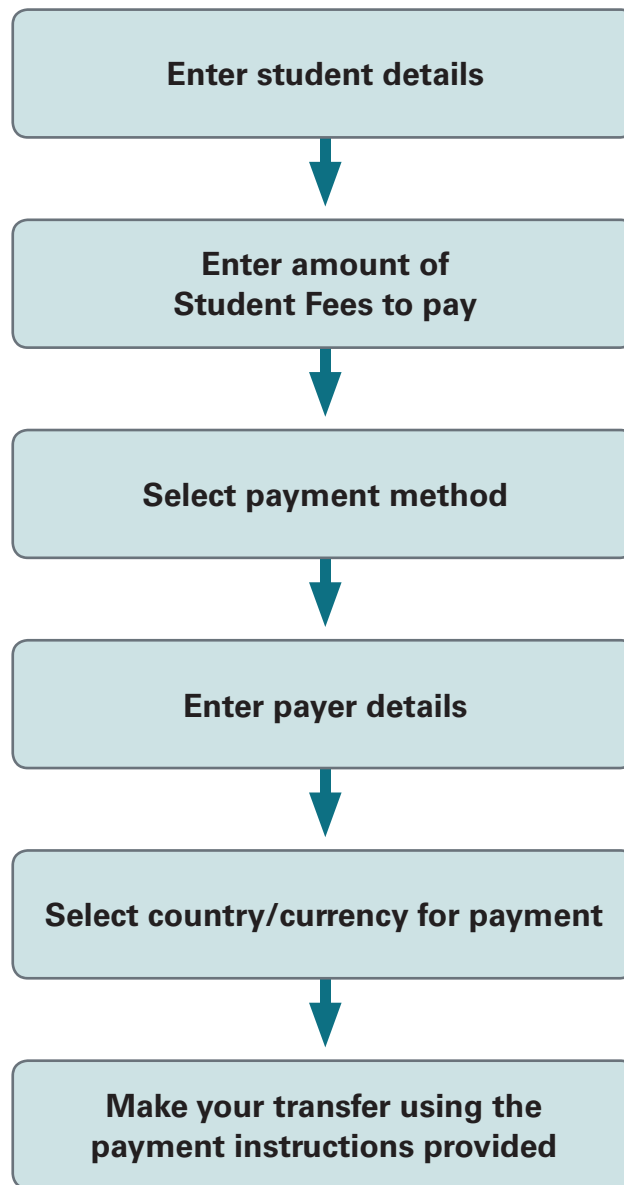 Enter student details
Enter amount of
Student Fees to pay
Select payment method
Enter payer details
Select country/currency for payment
Make your transfer using the
payment instructions provided